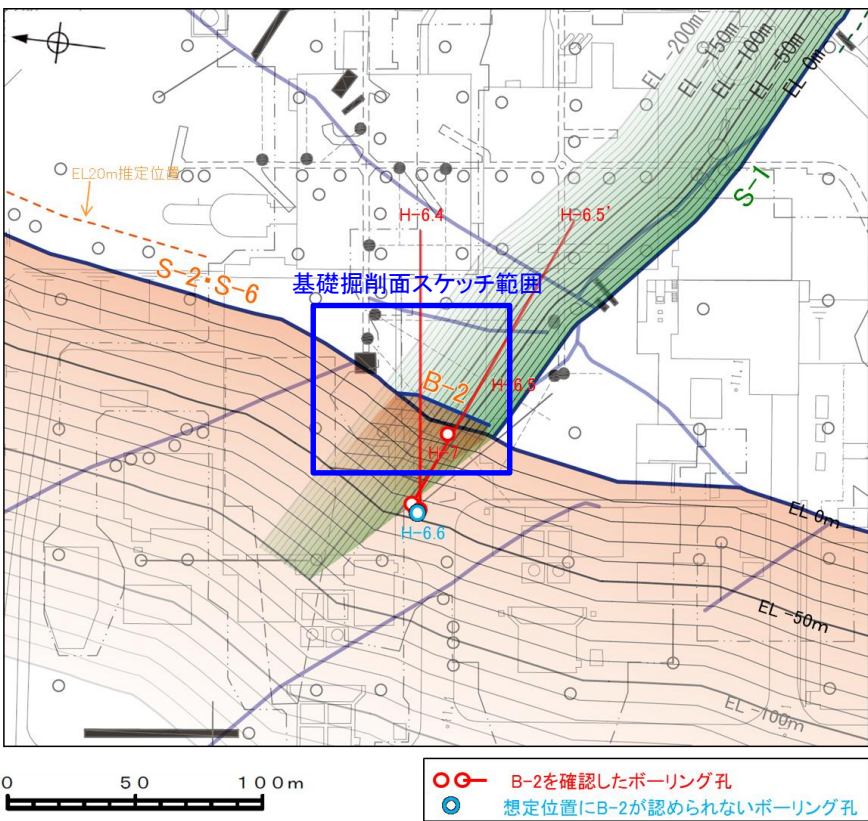 EL -200m
EL -150m
EL -100m
EL -50m
EL 0m
EL20m推定位置
S-1
H-6.4
H-6.5'
S-2・S-6
基礎掘削面スケッチ範囲
B-2
H-6.5
H-7
H-6.6
EL 0m
EL -50m
EL -100m
0 50 100m
B-2を確認したボーリング孔
想定位置にB-2が認められないボーリング孔